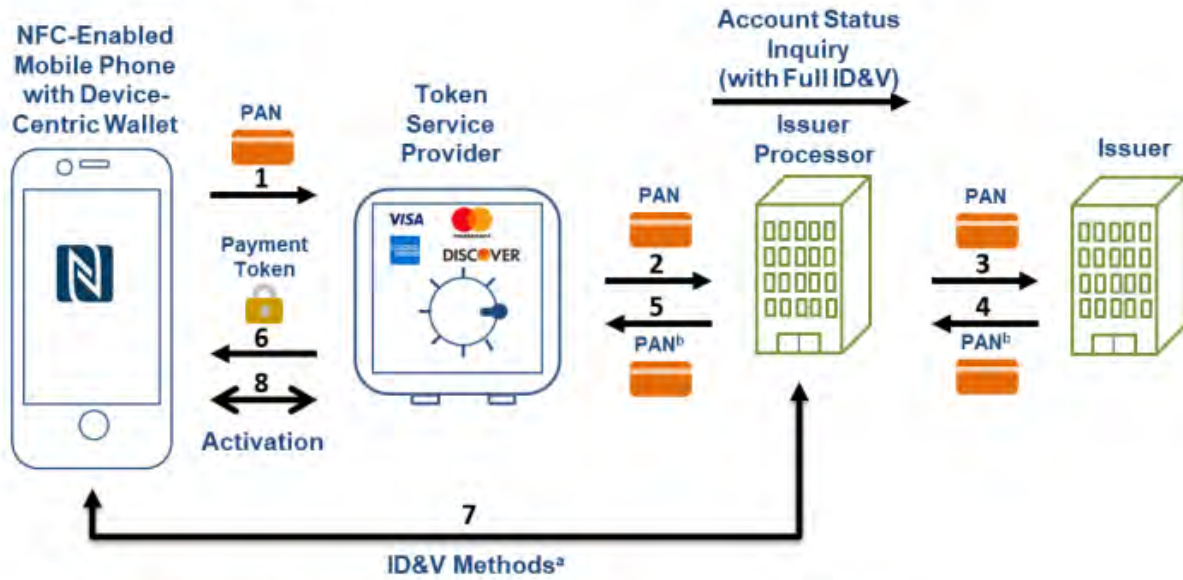 NFC-Enabled
Mobile Phone
with Device-
Centric Wallet
PAN
1
Payment
Token
6
8
Activation
Token
Service
Provider
VISA
DISCOVER
PAN
2
5
PANᵇ
Account Status
Inquiry
(with Full ID&V)
Issuer
Processor
PAN
3
4
PANᵇ
Issuer
7
ID&V Methodsᵃ